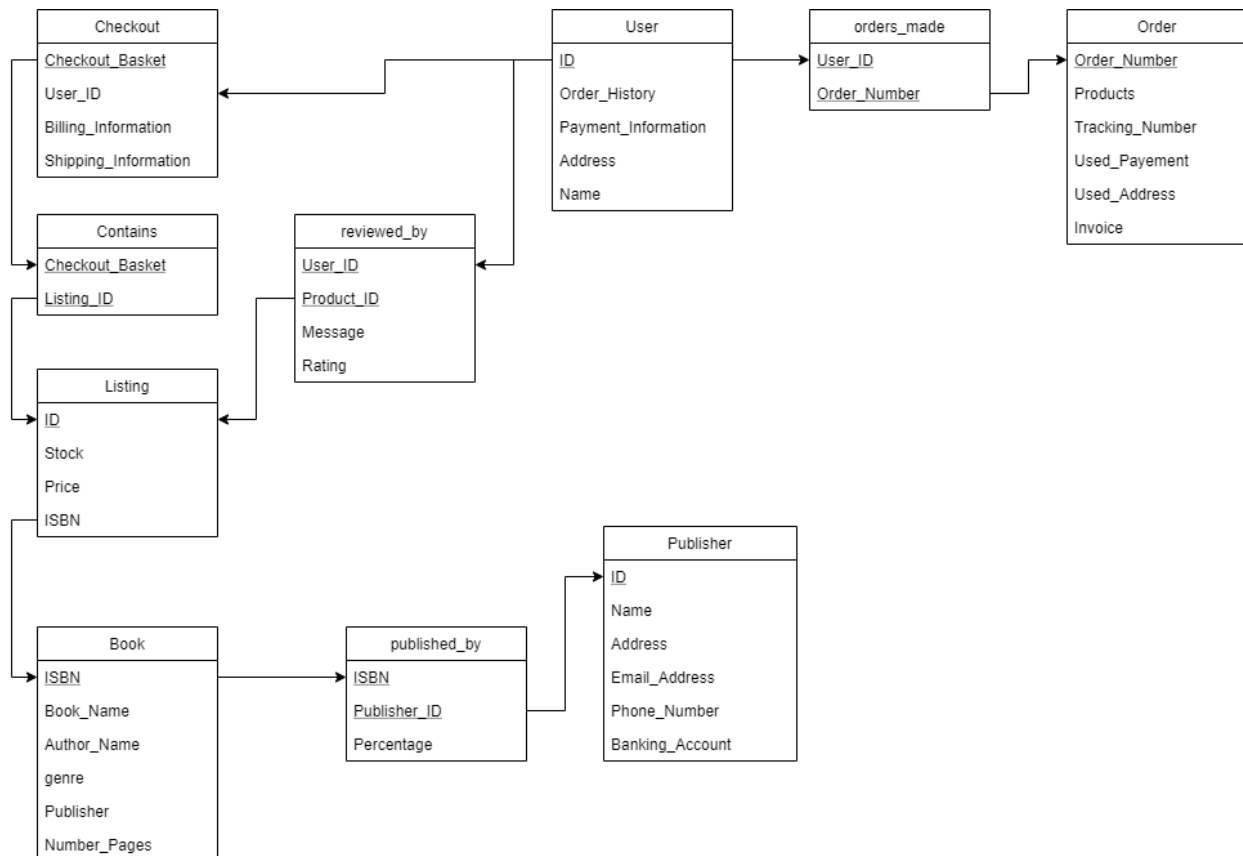 Checkout
Checkout_Basket
User_ID
Billing_Information
Shipping_Information
User
ID
Order_History
Payment_Information
Address
Name
orders_made
User_ID
Order_Number
Order
Order_Number
Products
Tracking_Number
Used_Payement
Used_Address
Invoice
Contains
Checkout_Basket
Listing_ID
reviewed_by
User_ID
Product_ID
Message
Rating
Listing
ID
Stock
Price
ISBN
Publisher
ID
Name
Address
Email_Address
Phone_Number
Banking_Account
Book
ISBN
Book_Name
Author_Name
genre
Publisher
Number_Pages
published_by
ISBN
Publisher_ID
Percentage